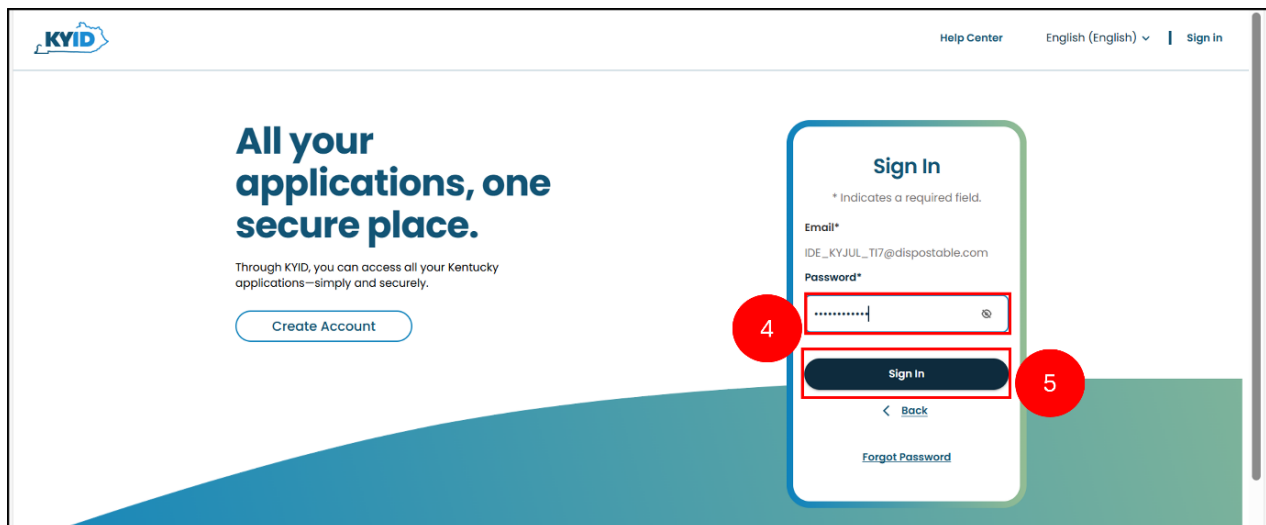 KYID
Help Center
English (English)
Sign in
All your
applications, one
secure place.
Through KYID, you can access all your Kentucky
applications—simply and securely.
Create Account
Sign In
* Indicates a required field.
Email*
IDE_KYJUL_TI7@dispostable.com
Password*
••••••••••••
4
Sign In
5
Back
Forgot Password